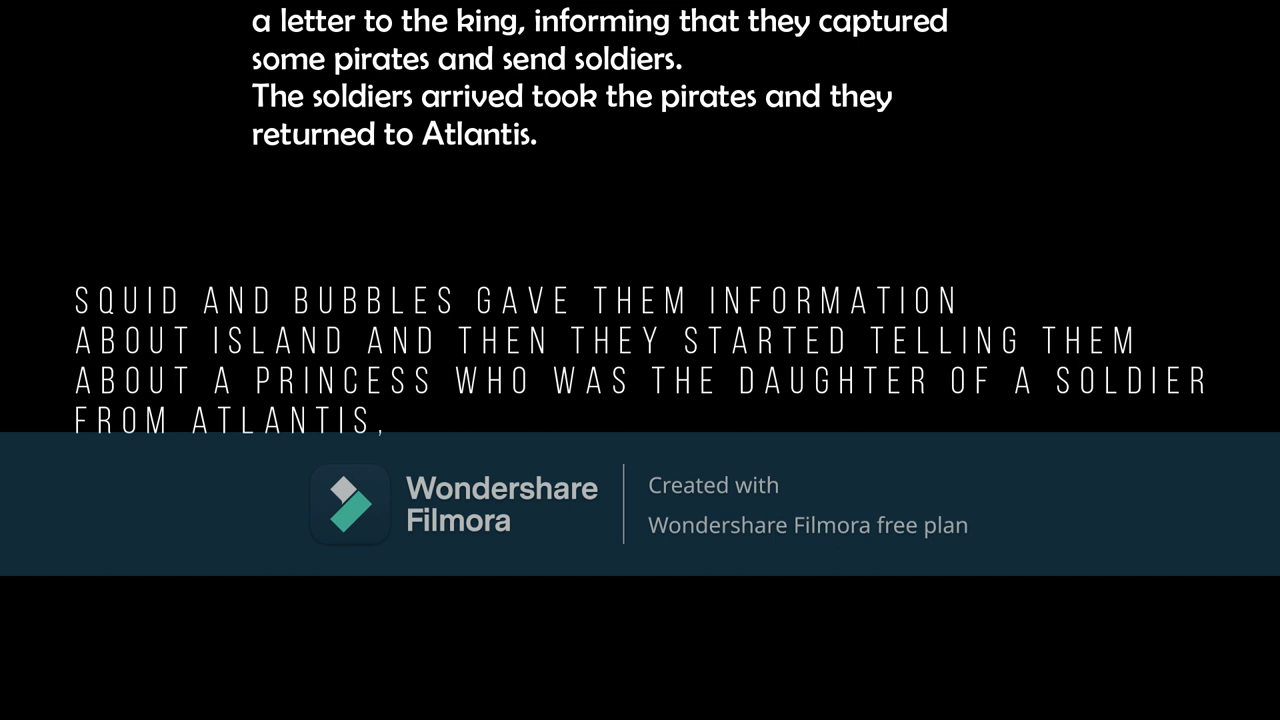 a letter to the king, informing that they captured
some pirates and send soldiers.
The soldiers arrived took the pirates and they
returned to Atlantis.
SQUID AND BUBBLES GAVE THEM INFORMATION
ABOUT ISLAND AND THEN THEY STARTED TELLING THEM
ABOUT A PRINCESS WHO WAS THE DAUGHTER OF A SOLDIER
FROM ATLANTIS,
Wondershare
Filmora
Created with
Wondershare Filmora free plan